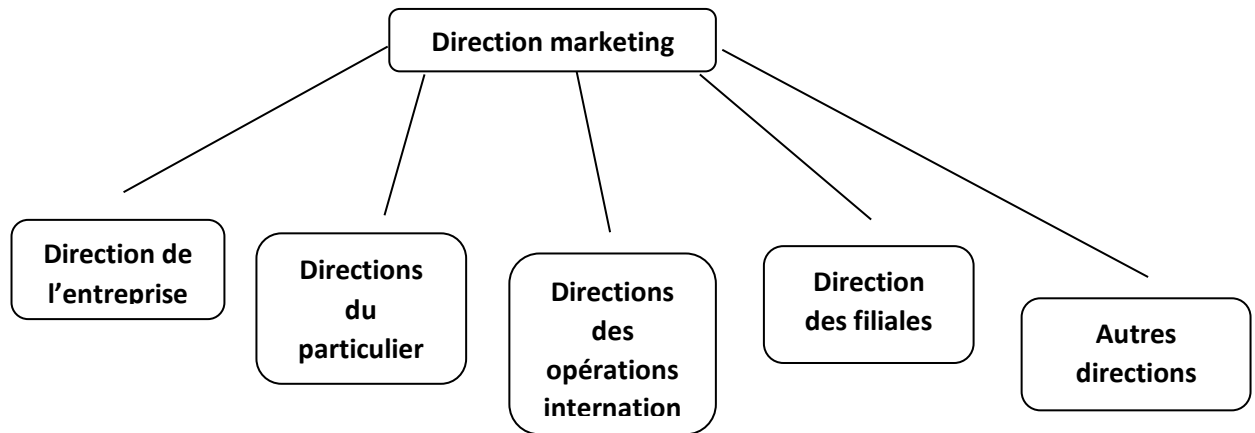 Direction marketing
Direction de
l’entreprise
Directions
du
particulier
Directions
des
opérations
internation
Direction
des filiales
Autres
directions